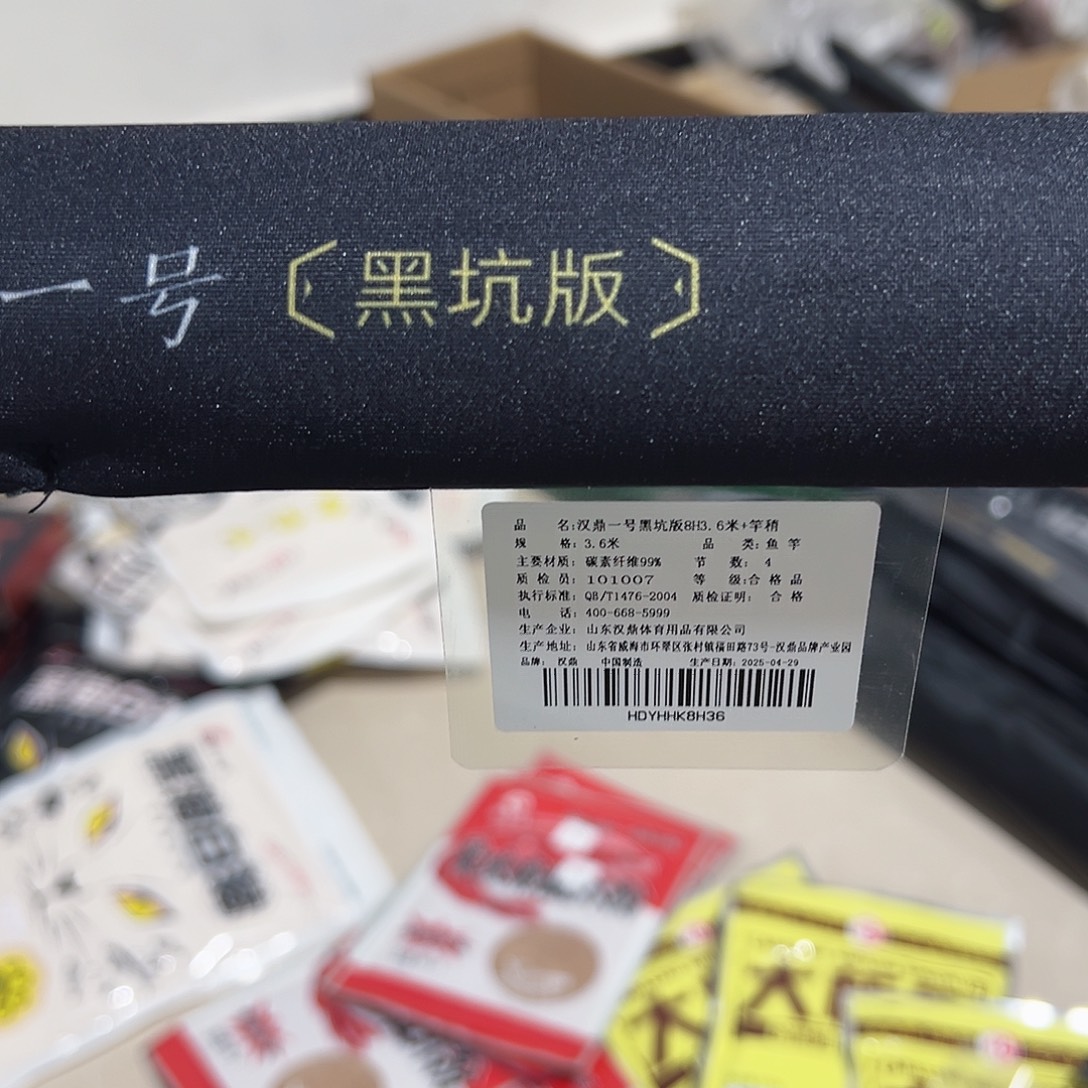 一号〔黑坑版〕
品 名:汉鼎一号黑坑版8H3.6米+竿稍
规 格: 3.6米 品 类: 鱼 竿
主要材质: 碳素纤维99% 节 数: 4
质 检 员: 101007 等 级:合 格 品
执行标准: QB/T1476-2004 质检证明: 合 格
电 话: 400-668-5999
生产企业: 山东汉鼎体育用品有限公司
生产地址: 山东省威海市环翠区张村镇福田路73号-汉鼎品牌产业园
品牌: 汉鼎 中国制造 生产日期: 2025-04-29
HDYHHK8H36